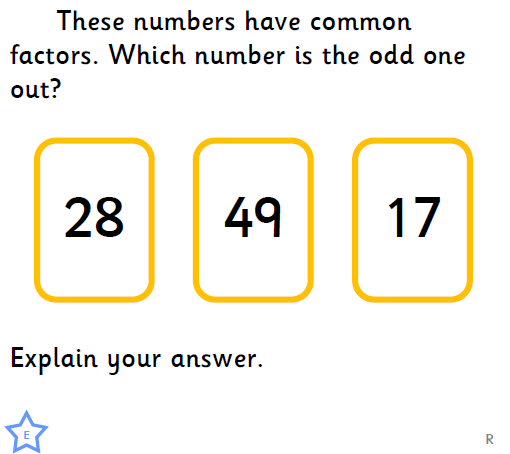 These numbers have common
factors. Which number is the odd one
out?
28 49 17
Explain your answer.
E
R